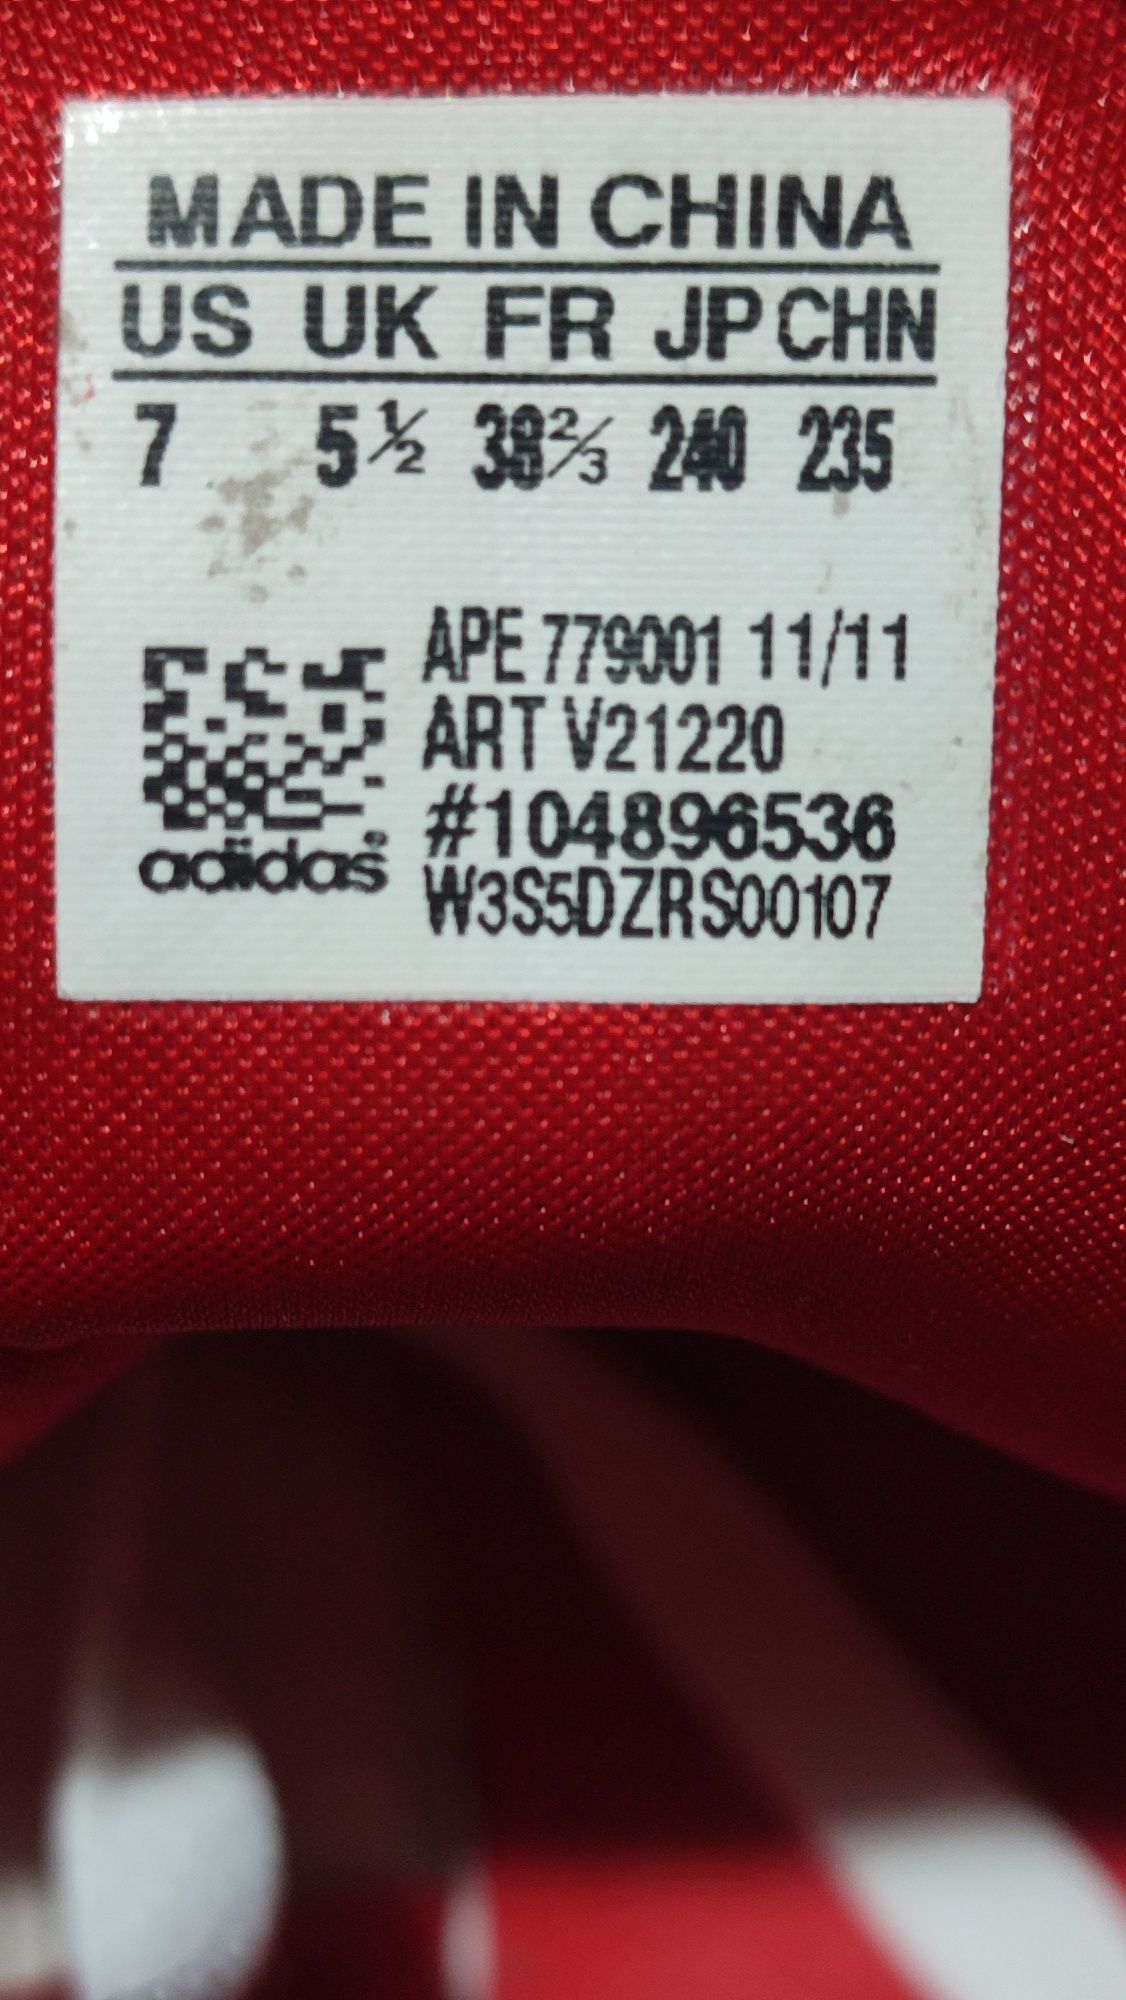 MADE IN CHINA
US UK FR JP CHN
7 5½ 38⅔ 240 235
APE 779001 11/11
ART V21220
#104896536
adidas®
W3S5DZRS00107